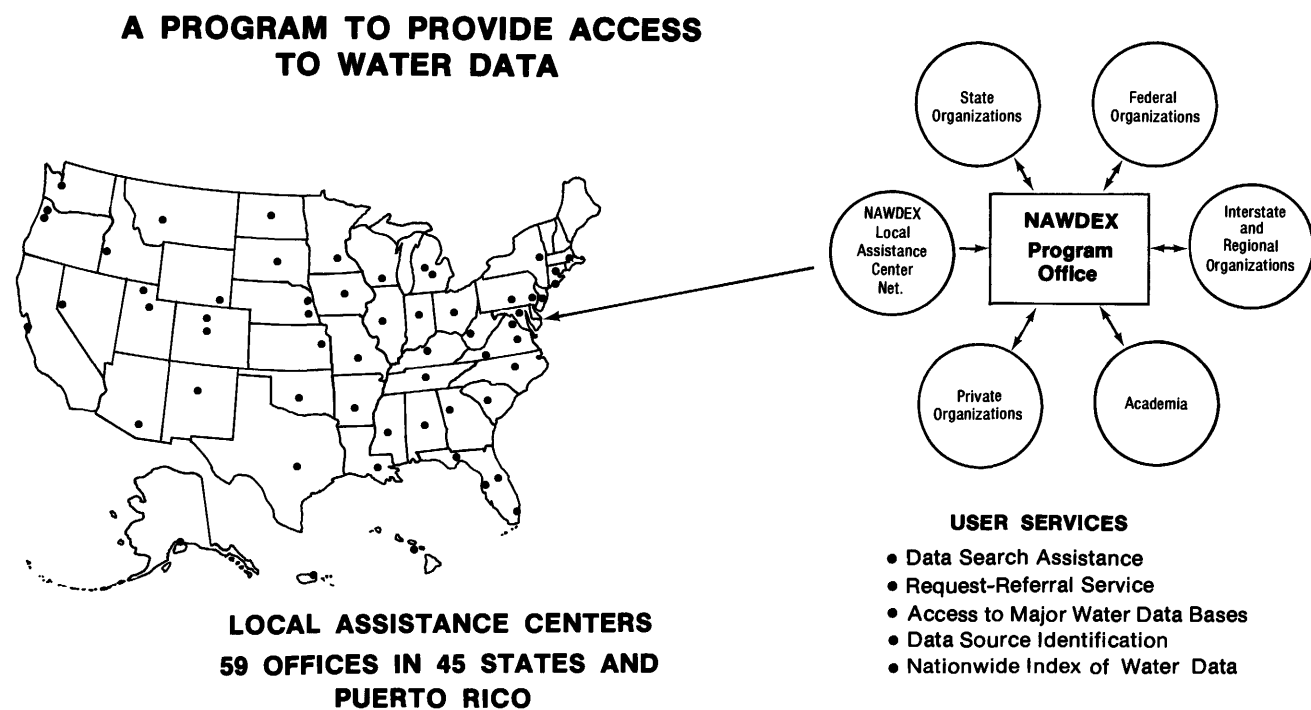 A PROGRAM TO PROVIDE ACCESS
TO WATER DATA
State
Organizations
Federal
Organizations
NAWDEX
Local
Assistance
Center
Net.
NAWDEX
Program
Office
Interstate
and
Regional
Organizations
Private
Organizations
Academia
USER SERVICES
● Data Search Assistance
● Request-Referral Service
● Access to Major Water Data Bases
● Data Source Identification
● Nationwide Index of Water Data
LOCAL ASSISTANCE CENTERS
59 OFFICES IN 45 STATES AND
PUERTO RICO